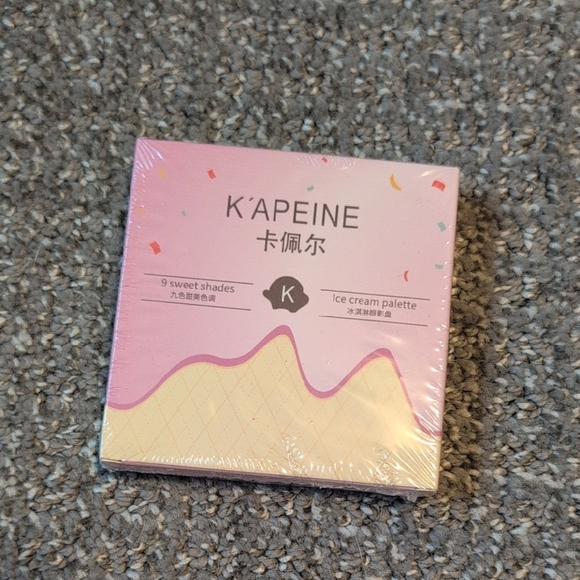 K'APEINE
卡佩尔
9 sweet shades
九色甜美色调
K
Ice cream palette
冰淇淋眼影盘